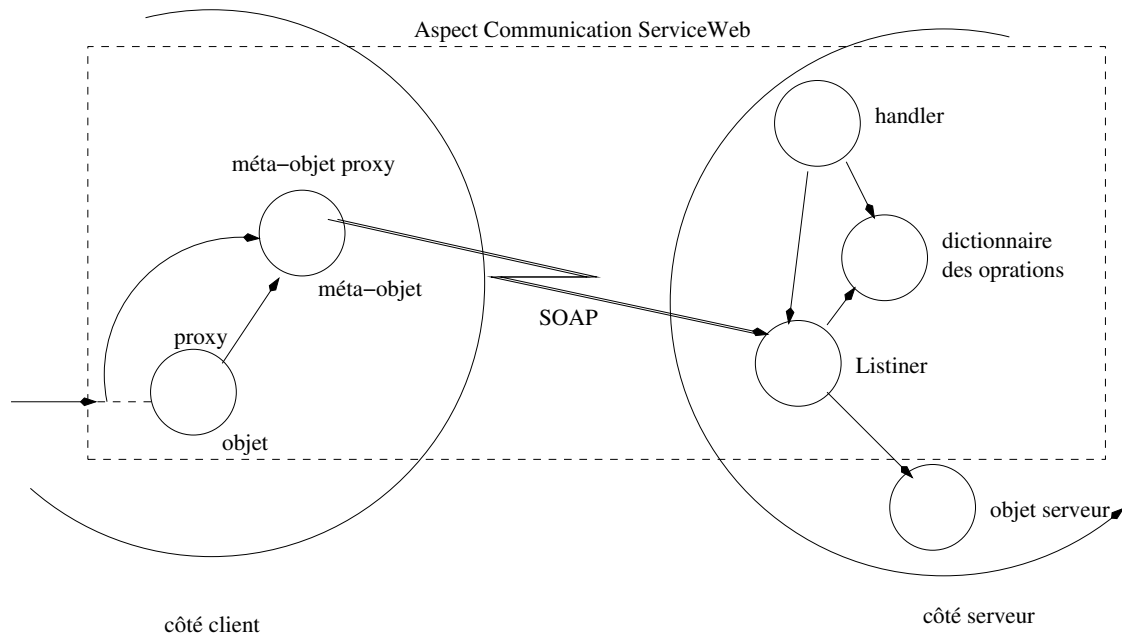 Aspect Communication ServiceWeb
handler
méta−objet proxy
dictionnaire
des oprations
méta−objet
SOAP
proxy
Listiner
objet
objet serveur
côté client
côté serveur